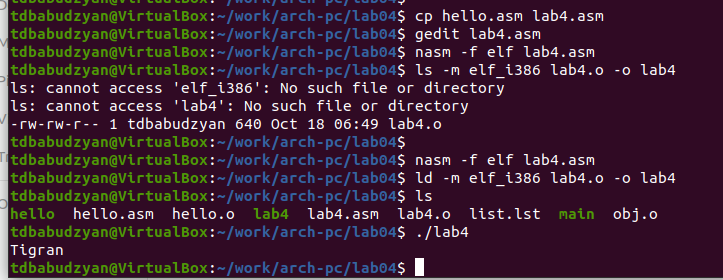 tdbabudzyan@VirtualBox:~/work/arch-pc/lab04$ cp hello.asm lab4.asm
tdbabudzyan@VirtualBox:~/work/arch-pc/lab04$ gedit lab4.asm
tdbabudzyan@VirtualBox:~/work/arch-pc/lab04$ nasm -f elf lab4.asm
tdbabudzyan@VirtualBox:~/work/arch-pc/lab04$ ls -m elf_i386 lab4.o -o lab4
ls: cannot access 'elf_i386': No such file or directory
ls: cannot access 'lab4': No such file or directory
-rw-rw-r-- 1 tdbabudzyan 640 Oct 18 06:49 lab4.o
tdbabudzyan@VirtualBox:~/work/arch-pc/lab04$
tdbabudzyan@VirtualBox:~/work/arch-pc/lab04$ nasm -f elf lab4.asm
tdbabudzyan@VirtualBox:~/work/arch-pc/lab04$ ld -m elf_i386 lab4.o -o lab4
tdbabudzyan@VirtualBox:~/work/arch-pc/lab04$ ls
hello hello.asm hello.o lab4 lab4.asm lab4.o list.lst main obj.o
tdbabudzyan@VirtualBox:~/work/arch-pc/lab04$ ./lab4
Tigran
tdbabudzyan@VirtualBox:~/work/arch-pc/lab04$